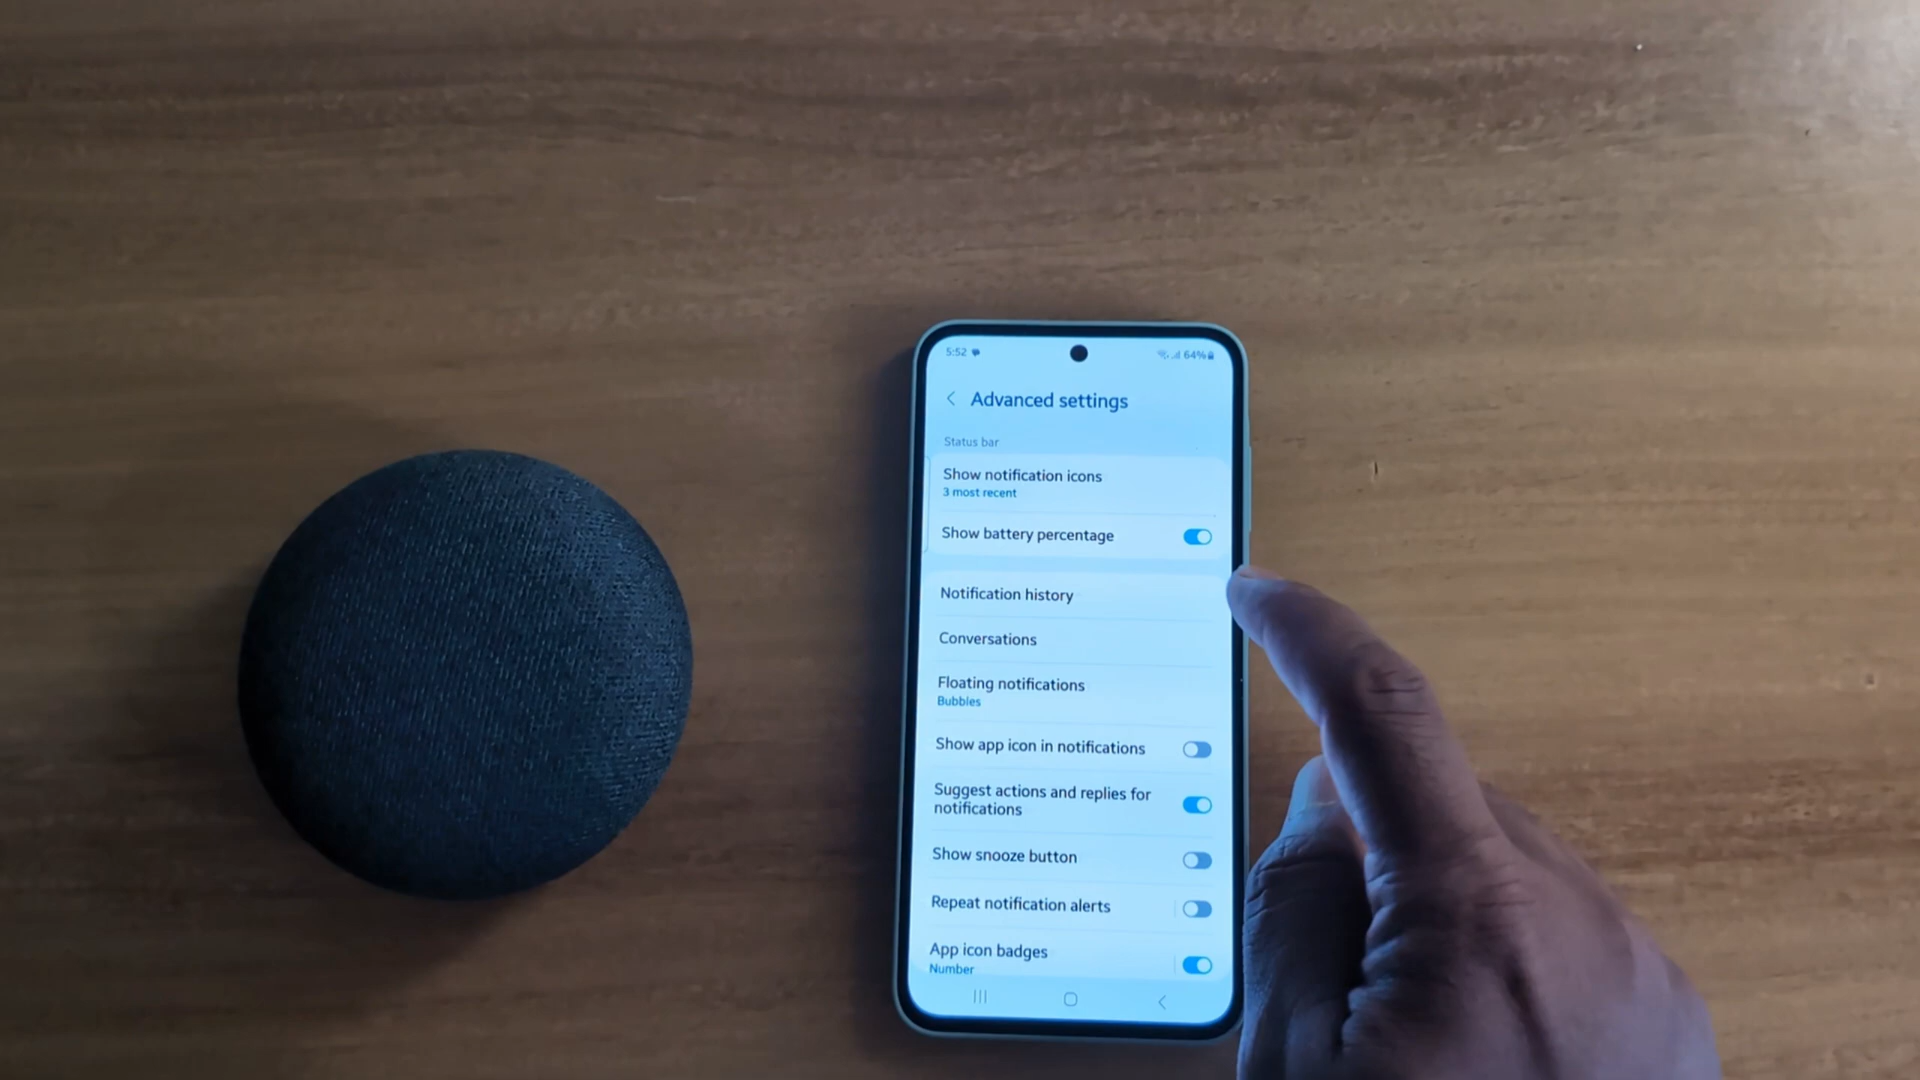 5:52
64%
Advanced settings
Status bar
Show notification icons
3 most recent
Show battery percentage
Notification history
Conversations
Floating notifications
Bubbles
Show app icon in notifications
Suggest actions and replies for
notifications
Show snooze button
Repeat notification alerts
App icon badges
Number